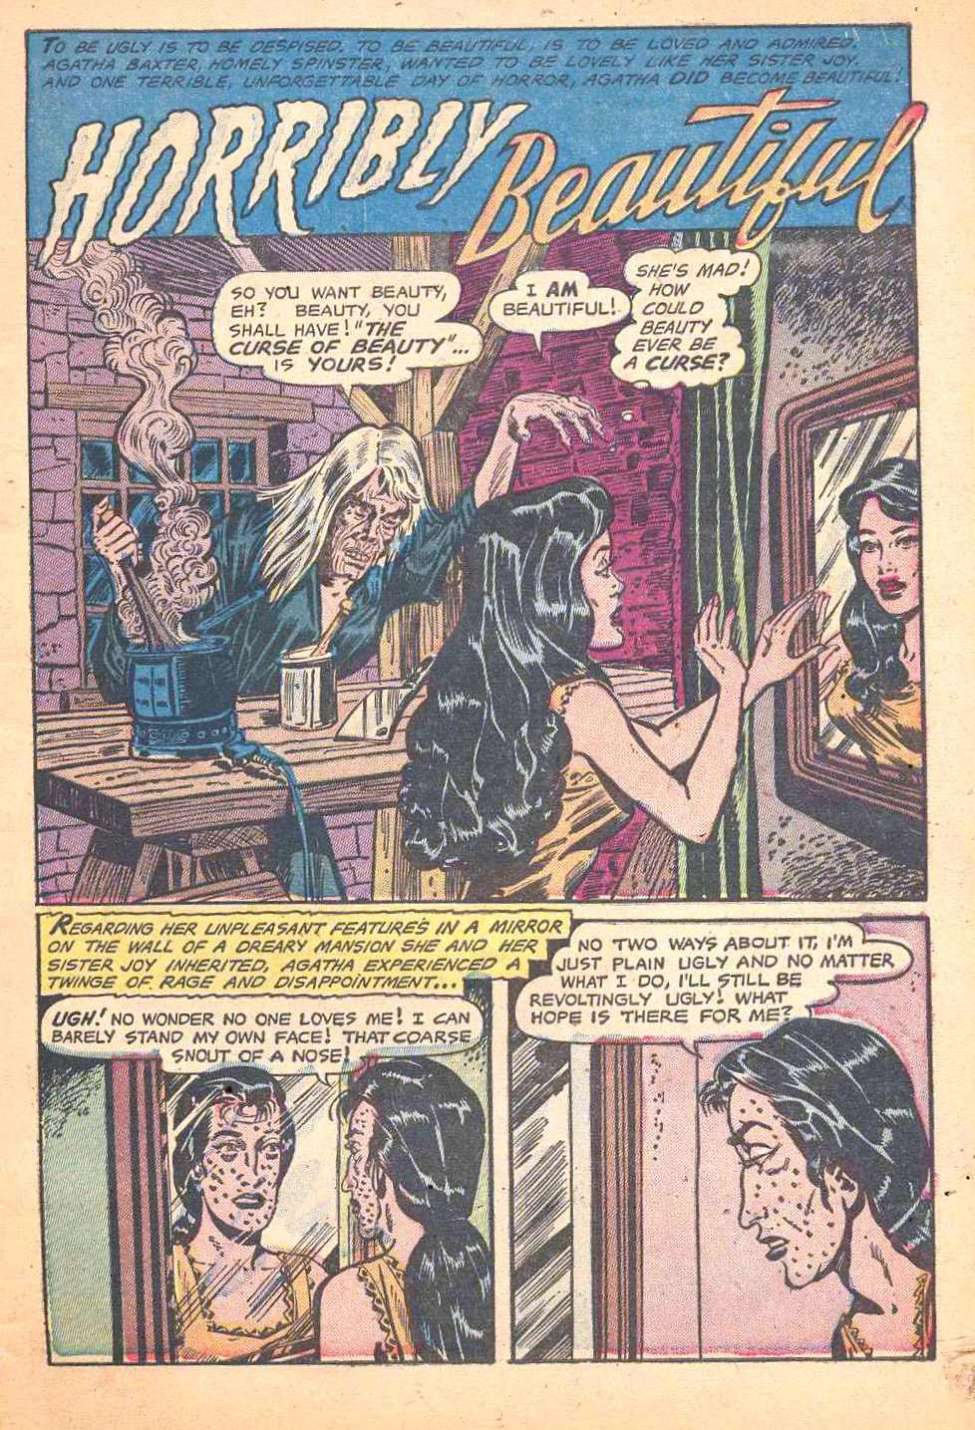 TO BE UGLY IS TO BE DESPISED. TO BE BEAUTIFUL, IS TO BE LOVED AND ADMIRED.
AGATHA BAXTER, HOMELY SPINSTER, WANTED TO BE LOVELY LIKE HER SISTER JOY.
AND ONE TERRIBLE, UNFORGETTABLE DAY OF HORROR, AGATHA DID BECOME BEAUTIFUL!
HORRIBLY Beautiful
SO YOU WANT BEAUTY,
EH? BEAUTY, YOU
SHALL HAVE! "THE
CURSE OF BEAUTY"...
IS YOURS!
I AM
BEAUTIFUL!
SHE'S MAD!
HOW
COULD
BEAUTY
EVER BE
A CURSE?
REGARDING HER UNPLEASANT FEATURES IN A MIRROR
ON THE WALL OF A DREARY MANSION SHE AND HER
SISTER JOY INHERITED, AGATHA EXPERIENCED A
TWINGE OF RAGE AND DISAPPOINTMENT...
UGH! NO WONDER NO ONE LOVES ME! I CAN
BARELY STAND MY OWN FACE! THAT COARSE
SNOUT OF A NOSE!
NO TWO WAYS ABOUT IT, I'M
JUST PLAIN UGLY AND NO MATTER
WHAT I DO, I'LL STILL BE
REVOLTINGLY UGLY! WHAT
HOPE IS THERE FOR ME?